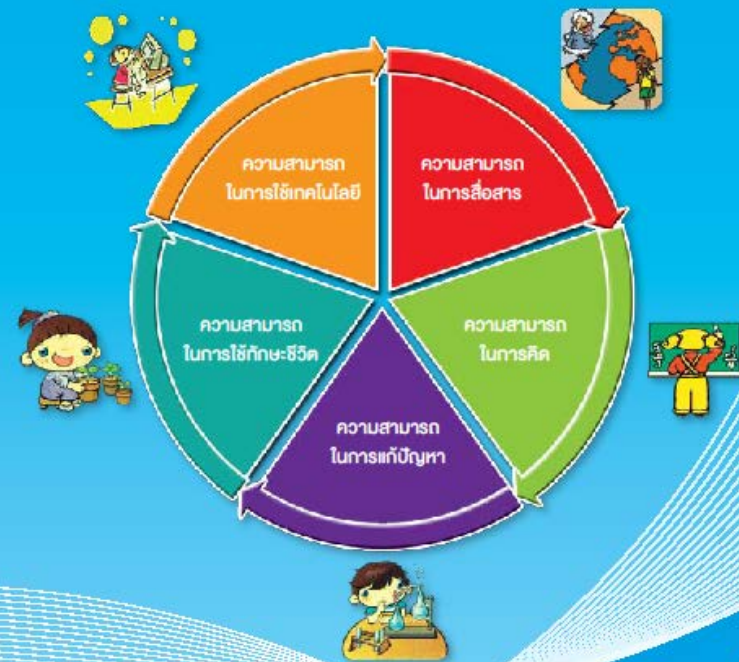 ความสามารถ
ในการใช้เทคโนโลยี
ความสามารถ
ในการสื่อสาร
ความสามารถ
ในการใช้ทักษะชีวิต
ความสามารถ
ในการคิด
ความสามารถ
ในการแก้ปัญหา